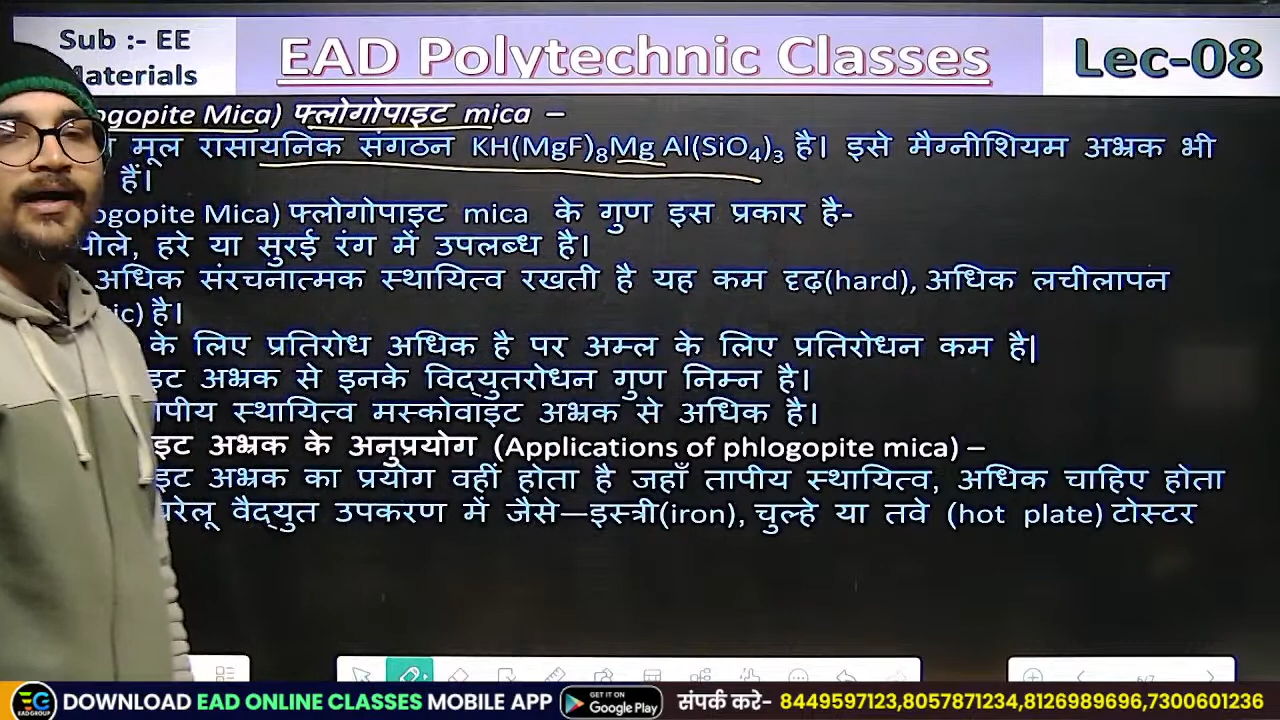 Sub :- EE
Materials
EAD Polytechnic Classes
Lec-08
ogopite Mica) फ्लोगोपाइट mica –
मूल रासायनिक संगठन KH(MgF)₈Mg Al(SiO₄)₃ है। इसे मैग्नीशियम अभ्रक भी
हैं।
ogopite Mica) फ्लोगोपाइट mica के गुण इस प्रकार है-
पीले, हरे या सुरई रंग में उपलब्ध है।
अधिक संरचनात्मक स्थायित्व रखती है यह कम दृढ़(hard), अधिक लचीलापन
ic) है।
के लिए प्रतिरोध अधिक है पर अम्ल के लिए प्रतिरोधन कम है|
इट अभ्रक से इनके विद्युतरोधन गुण निम्न है।
तापीय स्थायित्व मस्कोवाइट अभ्रक से अधिक है।
इट अभ्रक के अनुप्रयोग (Applications of phlogopite mica) –
इट अभ्रक का प्रयोग वहीं होता है जहाँ तापीय स्थायित्व, अधिक चाहिए होता
घरेलू वैद्युत उपकरण में जैसे—इस्त्री(iron), चुल्हे या तवे (hot plate) टोस्टर
EG EAD GROUP DOWNLOAD EAD ONLINE CLASSES MOBILE APP GET IT ON Google Play संपर्क करे- 8449597123,8057871234,8126989696,7300601236